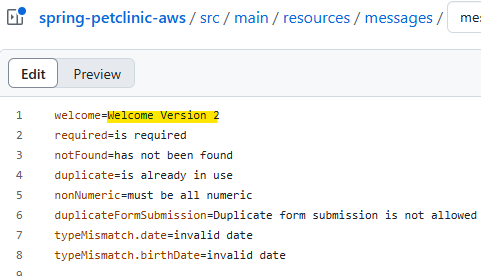 spring-petclinic-aws / src / main / resources / messages /
Edit Preview
1 welcome=Welcome Version 2
2 required=is required
3 notFound=has not been found
4 duplicate=is already in use
5 nonNumeric=must be all numeric
6 duplicateFormSubmission=Duplicate form submission is not allowed
7 typeMismatch.date=invalid date
8 typeMismatch.birthDate=invalid date
9